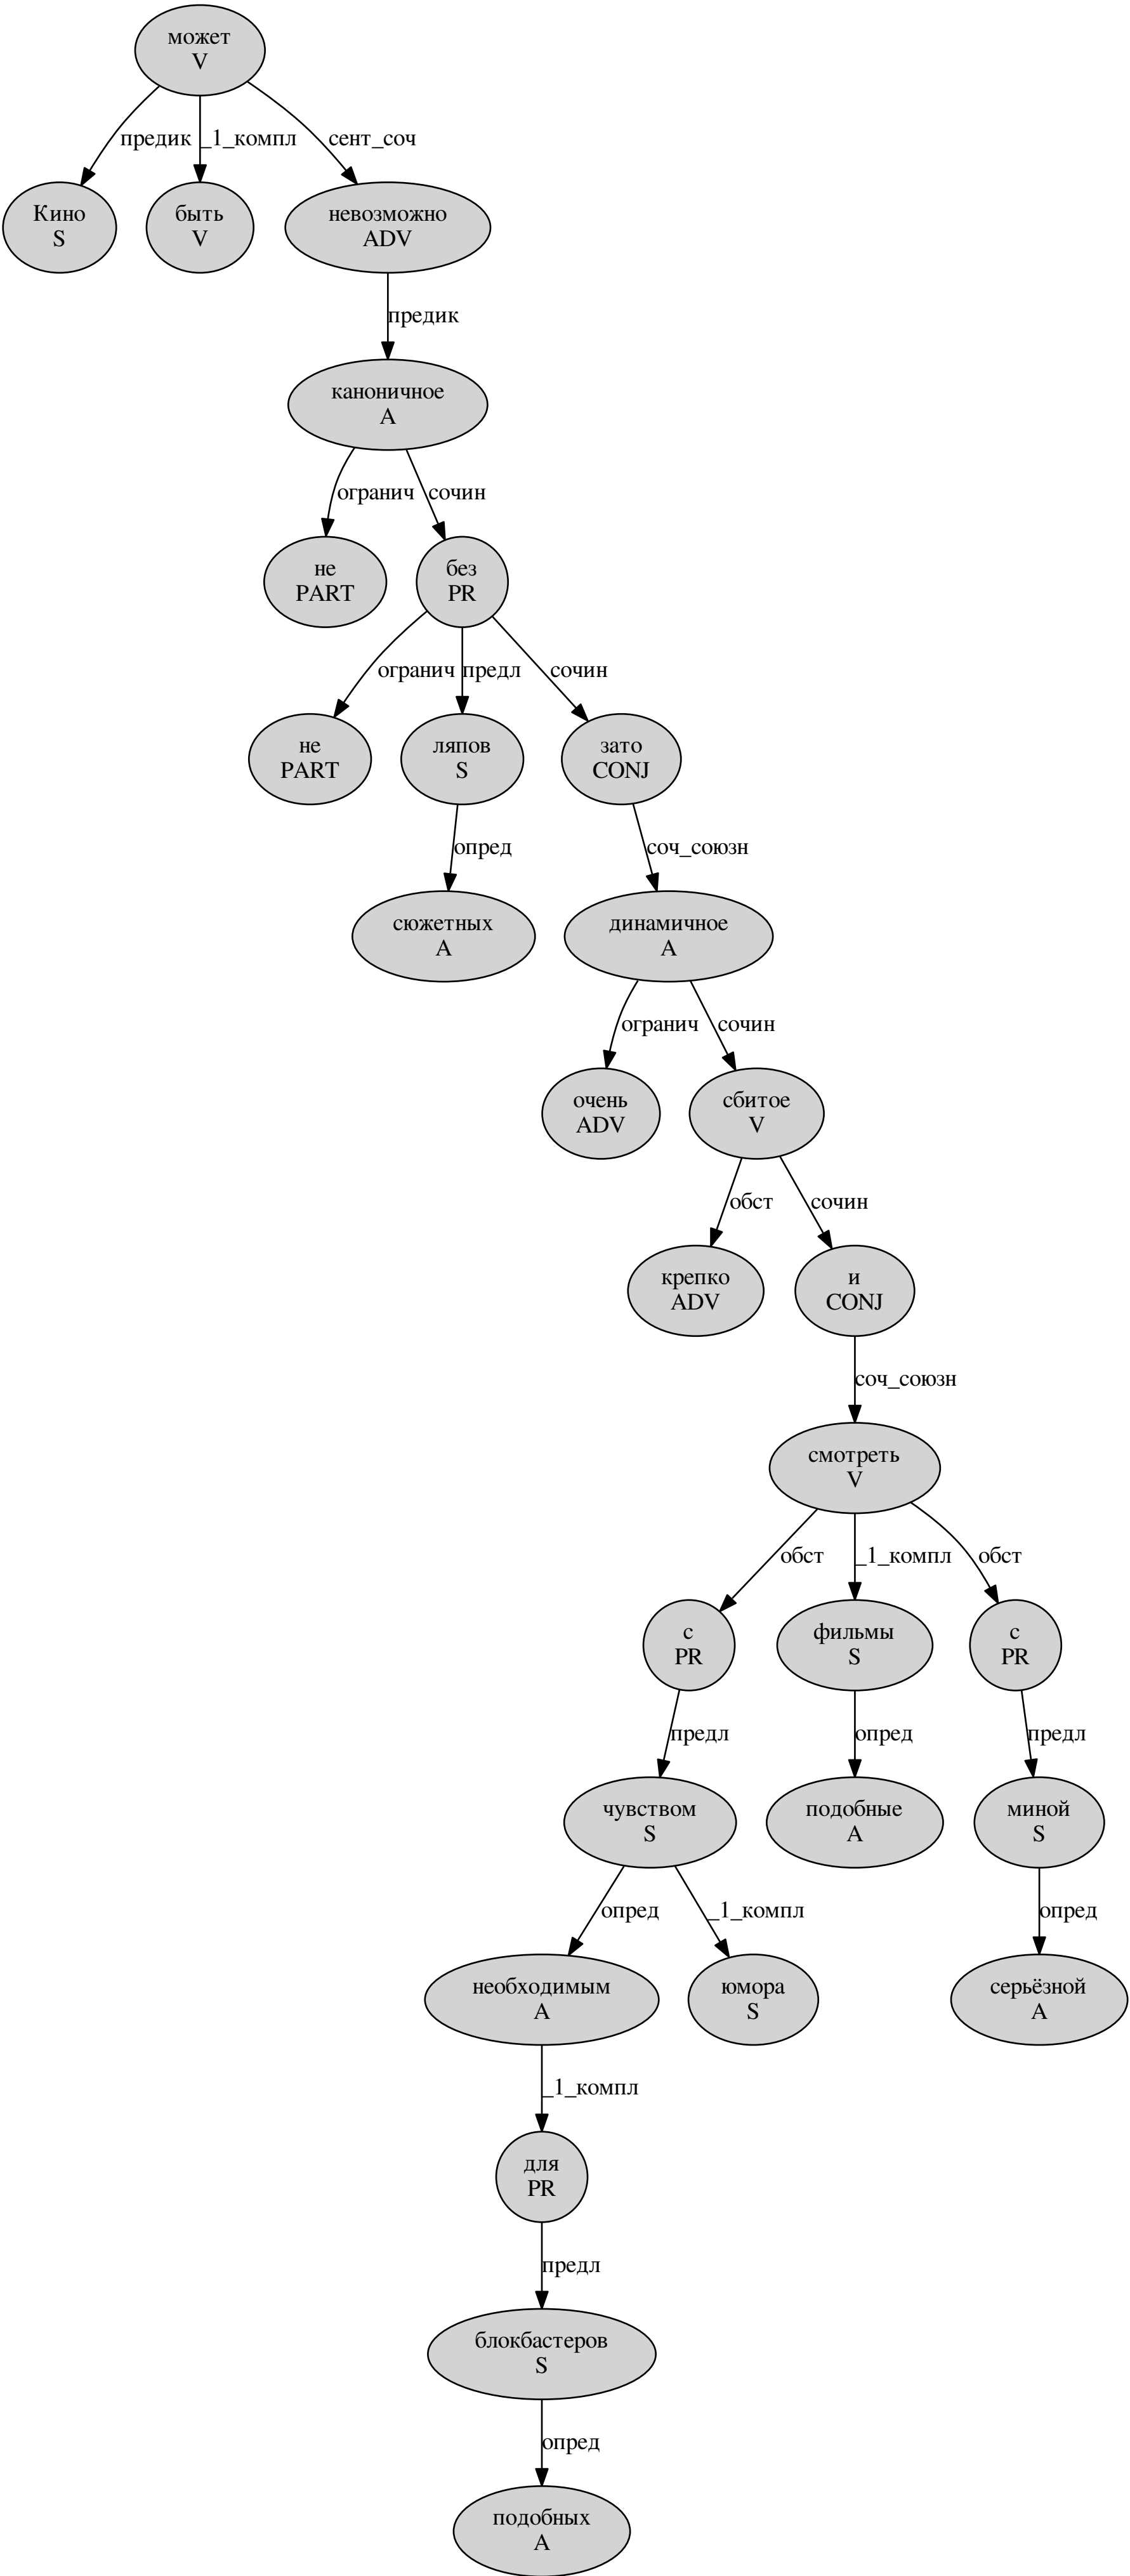 может
V
предик _1_компл сент_соч
Кино
S
быть
V
невозможно
ADV
предик
каноничное
A
огранич сочин
не
PART
без
PR
огранич предл сочин
не
PART
ляпов
S
зато
CONJ
опред соч_союзн
сюжетных
A
динамичное
A
огранич сочин
очень
ADV
сбитое
V
обст сочин
крепко
ADV
и
CONJ
соч_союзн
смотреть
V
обст _1_компл обст
с
PR
фильмы
S
с
PR
предл опред предл
чувством
S
подобные
A
миной
S
опред _1_компл опред
необходимым
A
юмора
S
серьёзной
A
_1_компл
для
PR
предл
блокбастеров
S
опред
подобных
A